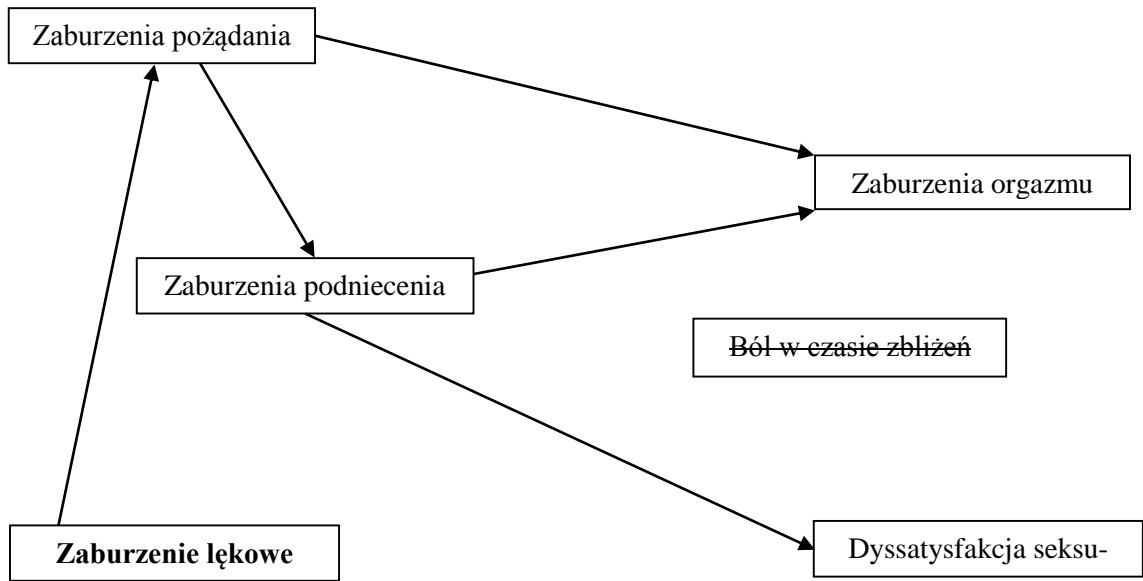 Zaburzenia pożądania
Zaburzenia orgazmu
Zaburzenia podniecenia
Ból w czasie zbliżeń
Zaburzenie lękowe
Dyssatysfakcja seksu-